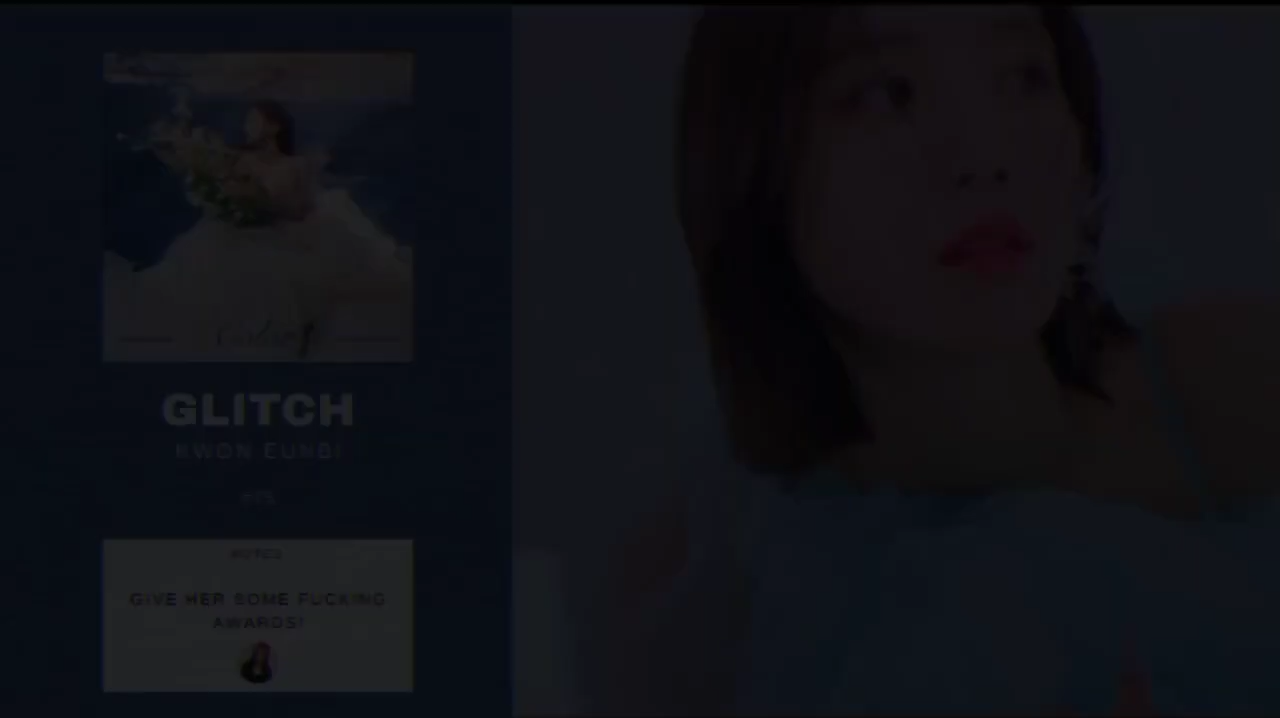 GLITCH
KWON EUNBI
NOTES
GIVE HER SOME FUCKING
AWARDS!